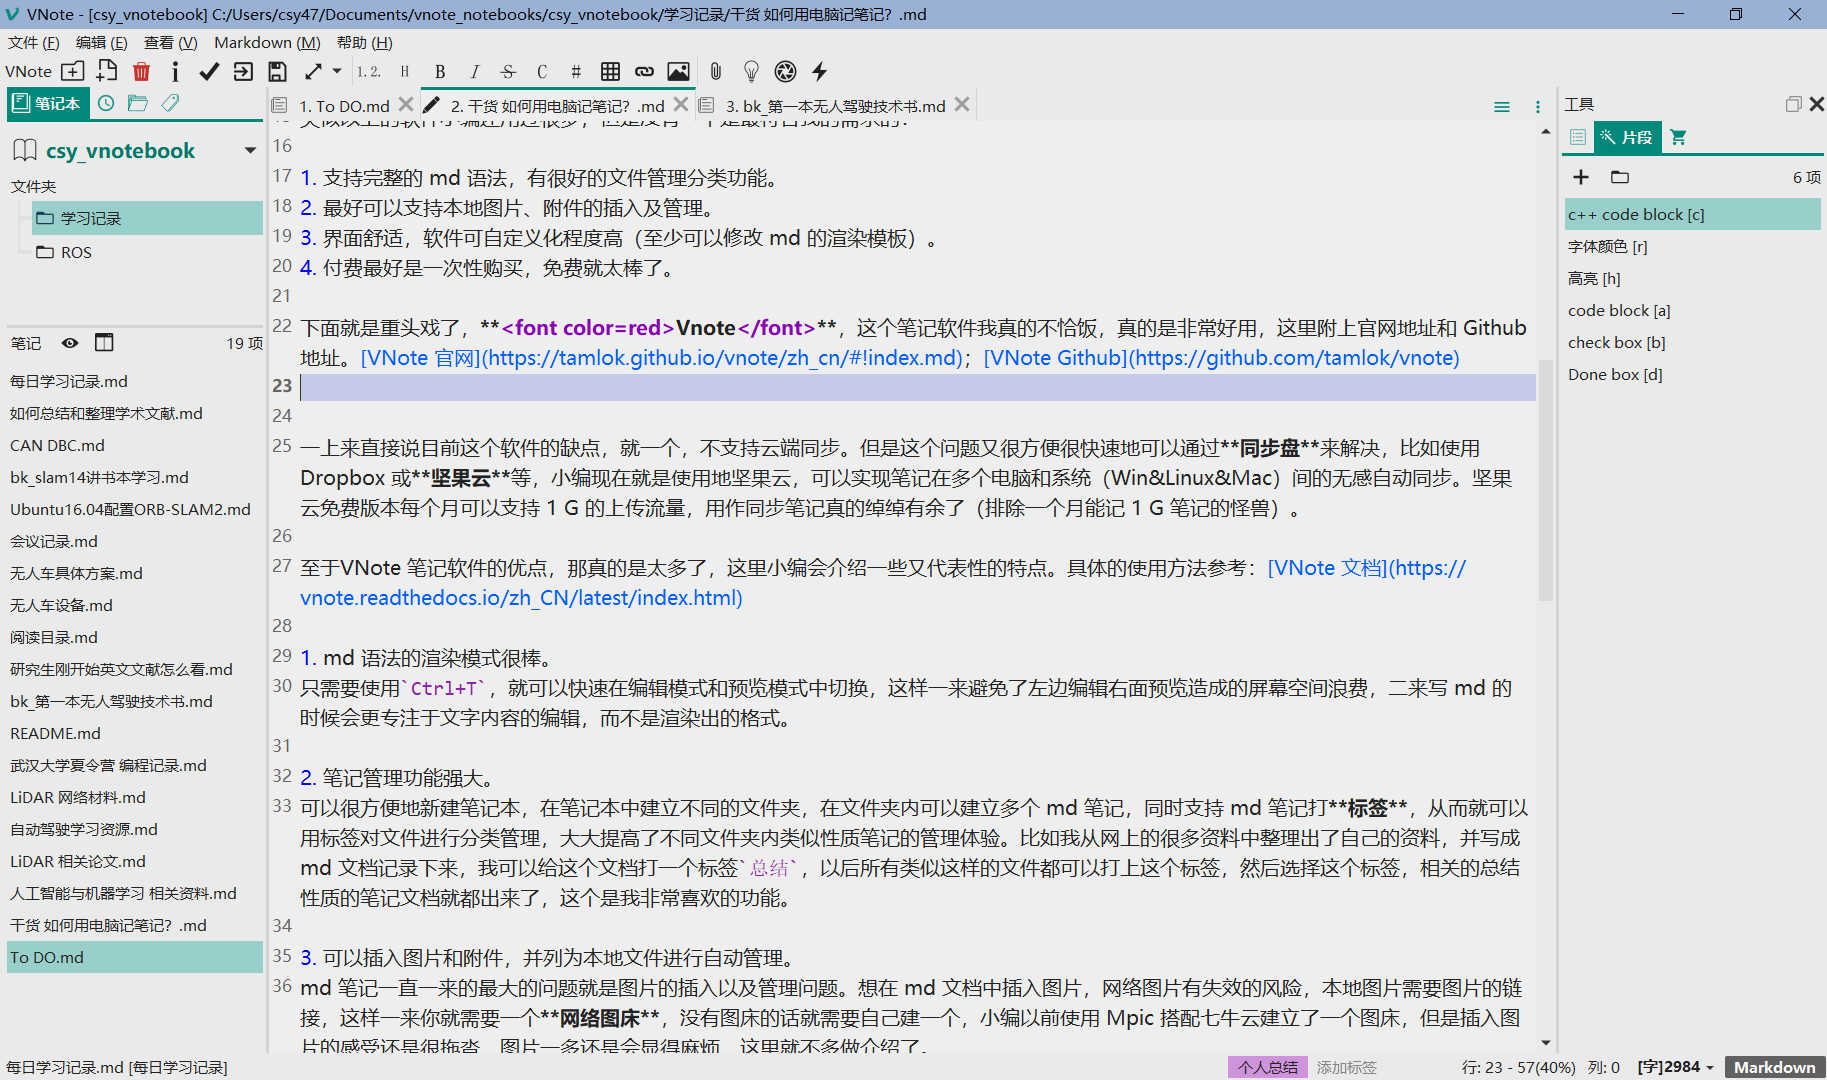 VNote - [csy_vnotebook] C:/Users/csy47/Documents/vnote_notebooks/csy_vnotebook/学习记录/干货 如何用电脑记笔记？.md
文件 (F) 编辑 (E) 查看 (V) Markdown (M) 帮助 (H)
VNote 1.2. H B I S C #
笔记本
csy_vnotebook
文件夹
学习记录
ROS
笔记 19 项
每日学习记录.md
如何总结和整理学术文献.md
CAN DBC.md
bk_slam14讲书本学习.md
Ubuntu16.04配置ORB-SLAM2.md
会议记录.md
无人车具体方案.md
无人车设备.md
阅读目录.md
研究生刚开始英文文献怎么看.md
bk_第一本无人驾驶技术书.md
README.md
武汉大学夏令营 编程记录.md
LiDAR 网络材料.md
自动驾驶学习资源.md
LiDAR 相关论文.md
人工智能与机器学习 相关资料.md
干货 如何用电脑记笔记？.md
To DO.md
1. To DO.md 2. 干货 如何用电脑记笔记？.md 3. bk_第一本无人驾驶技术书.md
16
17 1. 支持完整的 md 语法，有很好的文件管理分类功能。
18 2. 最好可以支持本地图片、附件的插入及管理。
19 3. 界面舒适，软件可自定义化程度高（至少可以修改 md 的渲染模板）。
20 4. 付费最好是一次性购买，免费就太棒了。
21
22 下面就是重头戏了，**<font color=red>Vnote</font>**，这个笔记软件我真的不恰饭，真的是非常好用，这里附上官网地址和 Github
地址。[VNote 官网](https://tamlok.github.io/vnote/zh_cn/#!index.md)；[VNote Github](https://github.com/tamlok/vnote)
23
24
25 一上来直接说目前这个软件的缺点，就一个，不支持云端同步。但是这个问题又很方便很快速地可以通过**同步盘**来解决，比如使用
Dropbox 或**坚果云**等，小编现在就是使用地坚果云，可以实现笔记在多个电脑和系统（Win&Linux&Mac）间的无感自动同步。坚果
云免费版本每个月可以支持 1 G 的上传流量，用作同步笔记真的绰绰有余了（排除一个月能记 1 G 笔记的怪兽）。
26
27 至于VNote 笔记软件的优点，那真的是太多了，这里小编会介绍一些又代表性的特点。具体的使用方法参考：[VNote 文档](https://
vnote.readthedocs.io/zh_CN/latest/index.html)
28
29 1. md 语法的渲染模式很棒。
30 只需要使用`Ctrl+T`，就可以快速在编辑模式和预览模式中切换，这样一来避免了左边编辑右面预览造成的屏幕空间浪费，二来写 md 的
时候会更专注于文字内容的编辑，而不是渲染出的格式。
31
32 2. 笔记管理功能强大。
33 可以很方便地新建笔记本，在笔记本中建立不同的文件夹，在文件夹内可以建立多个 md 笔记，同时支持 md 笔记打**标签**，从而就可以
用标签对文件进行分类管理，大大提高了不同文件夹内类似性质笔记的管理体验。比如我从网上的很多资料中整理出了自己的资料，并写成
md 文档记录下来，我可以给这个文档打一个标签`总结`，以后所有类似这样的文件都可以打上这个标签，然后选择这个标签，相关的总结
性质的笔记文档就都出来了，这个是我非常喜欢的功能。
34
35 3. 可以插入图片和附件，并列为本地文件进行自动管理。
36 md 笔记一直一来的最大的问题就是图片的插入以及管理问题。想在 md 文档中插入图片，网络图片有失效的风险，本地图片需要图片的链
接，这样一来你就需要一个**网络图床**，没有图床的话就需要自己建一个，小编以前使用 Mpic 搭配七牛云建立了一个图床，但是插入图
片的感受还是很拖沓，图片一多还是会显得麻烦，这里就不多做介绍了。
工具
片段
6 项
c++ code block [c]
字体颜色 [r]
高亮 [h]
code block [a]
check box [b]
Done box [d]
每日学习记录.md [每日学习记录] 个人总结 添加标签 行: 23 - 57(40%) 列: 0 [字]2984 Markdown